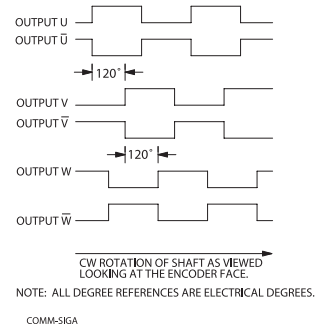 OUTPUT U
OUTPUT U̅
120°
OUTPUT V
OUTPUT V̅
120°
OUTPUT W
OUTPUT W̅
CW ROTATION OF SHAFT AS VIEWED
LOOKING AT THE ENCODER FACE.
NOTE: ALL DEGREE REFERENCES ARE ELECTRICAL DEGREES.
COMM-SIGA